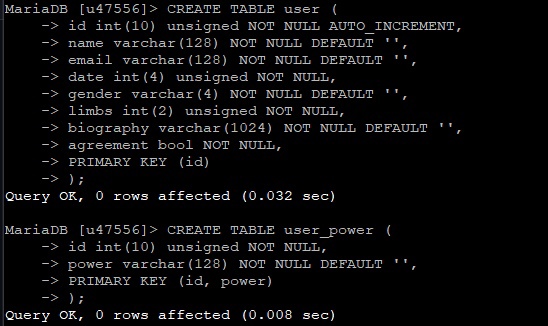 MariaDB [u47556]> CREATE TABLE user (
-> id int(10) unsigned NOT NULL AUTO_INCREMENT,
-> name varchar(128) NOT NULL DEFAULT '',
-> email varchar(128) NOT NULL DEFAULT '',
-> date int(4) unsigned NOT NULL,
-> gender varchar(4) NOT NULL DEFAULT '',
-> limbs int(2) unsigned NOT NULL,
-> biography varchar(1024) NOT NULL DEFAULT '',
-> agreement bool NOT NULL,
-> PRIMARY KEY (id)
-> );
Query OK, 0 rows affected (0.032 sec)
MariaDB [u47556]> CREATE TABLE user_power (
-> id int(10) unsigned NOT NULL,
-> power varchar(128) NOT NULL DEFAULT '',
-> PRIMARY KEY (id, power)
-> );
Query OK, 0 rows affected (0.008 sec)